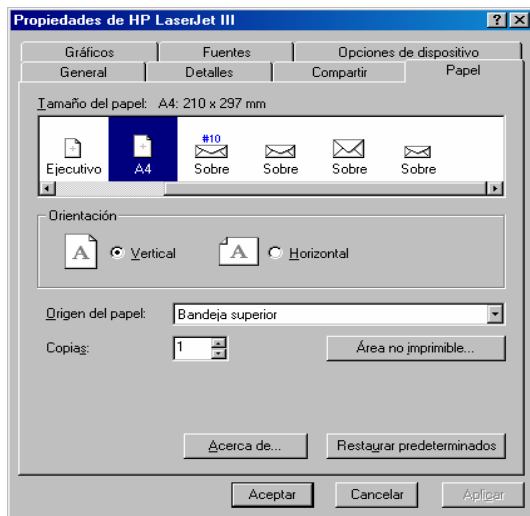 Propiedades de HP LaserJet III
Gráficos Fuentes Opciones de dispositivo
General Detalles Compartir Papel
Tamaño del papel: A4: 210 x 297 mm
#10
Ejecutivo A4 Sobre Sobre Sobre Sobre
Orientación
A Vertical A Horizontal
Origen del papel: Bandeja superior
Copias: 1 Área no imprimible...
Acerca de... Restaurar predeterminados
Aceptar Cancelar Aplicar